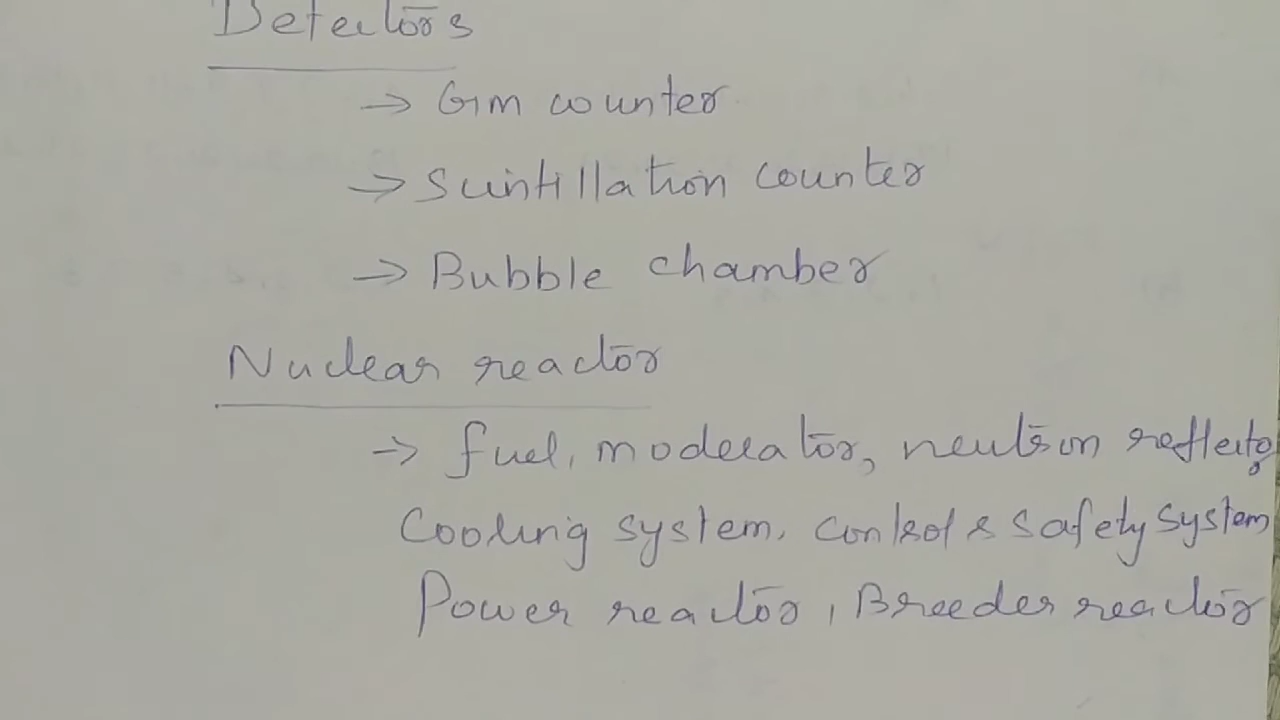 Detectors
→ GM counter
→ Scintillation counter
→ Bubble chamber
Nuclear reactor
→ fuel, moderator, neutron reflector
Cooling system, control & safety system,
Power reactor, Breeder reactor